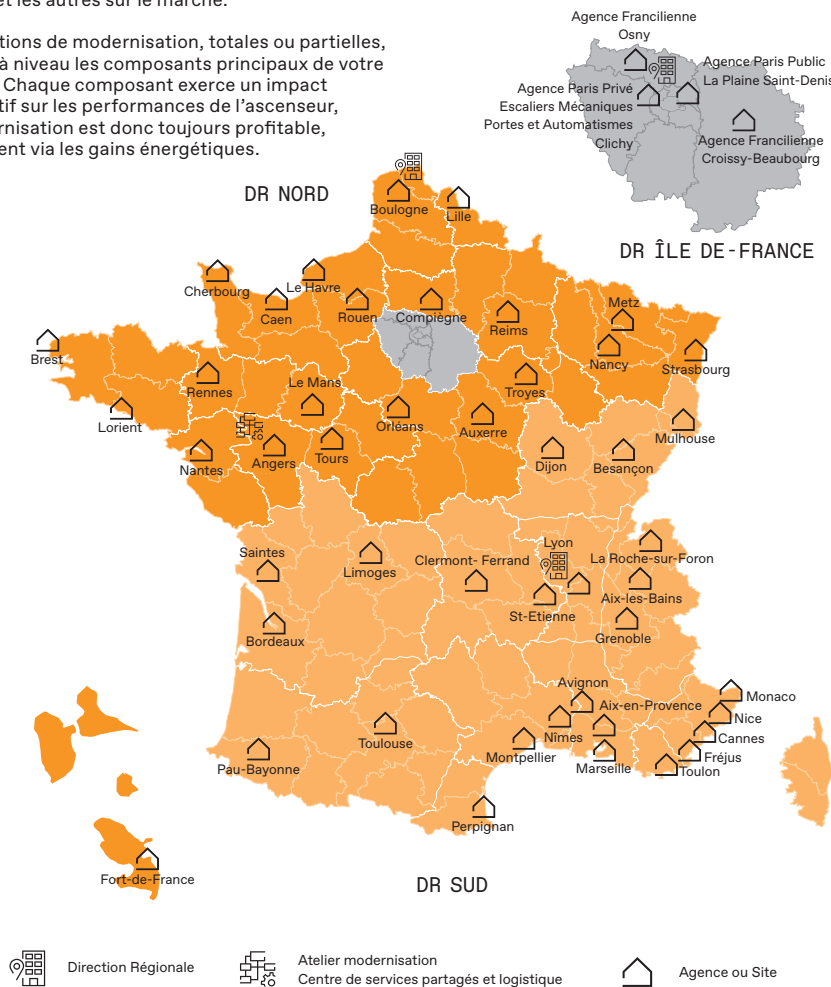 et les autres sur le marché.
tions de modernisation, totales ou partielles,
à niveau les composants principaux de votre
Chaque composant exerce un impact
tif sur les performances de l'ascenseur,
rnisation est donc toujours profitable,
ent via les gains énergétiques.
Agence Francilienne
Osny
Agence Paris Public
La Plaine Saint-Denis
Agence Paris Privé
Escaliers Mécaniques
Portes et Automatismes
Clichy
Agence Francilienne
Croissy-Beaubourg
DR ÎLE DE-FRANCE
DR NORD
Boulogne
Lille
Cherbourg
Le Havre
Caen
Rouen
Compiègne
Reims
Metz
Nancy
Strasbourg
Brest
Rennes
Le Mans
Troyes
Lorient
Orléans
Auxerre
Mulhouse
Nantes
Angers
Tours
Dijon
Besançon
Saintes
Limoges
Clermont- Ferrand
Lyon
La Roche-sur-Foron
Aix-les-Bains
St-Etienne
Grenoble
Bordeaux
Avignon
Aix-en-Provence
Monaco
Nice
Cannes
Fréjus
Toulon
Nîmes
Marseille
Montpellier
Toulouse
Pau-Bayonne
Perpignan
Fort-de-France
DR SUD
Direction Régionale
Atelier modernisation
Centre de services partagés et logistique
Agence ou Site